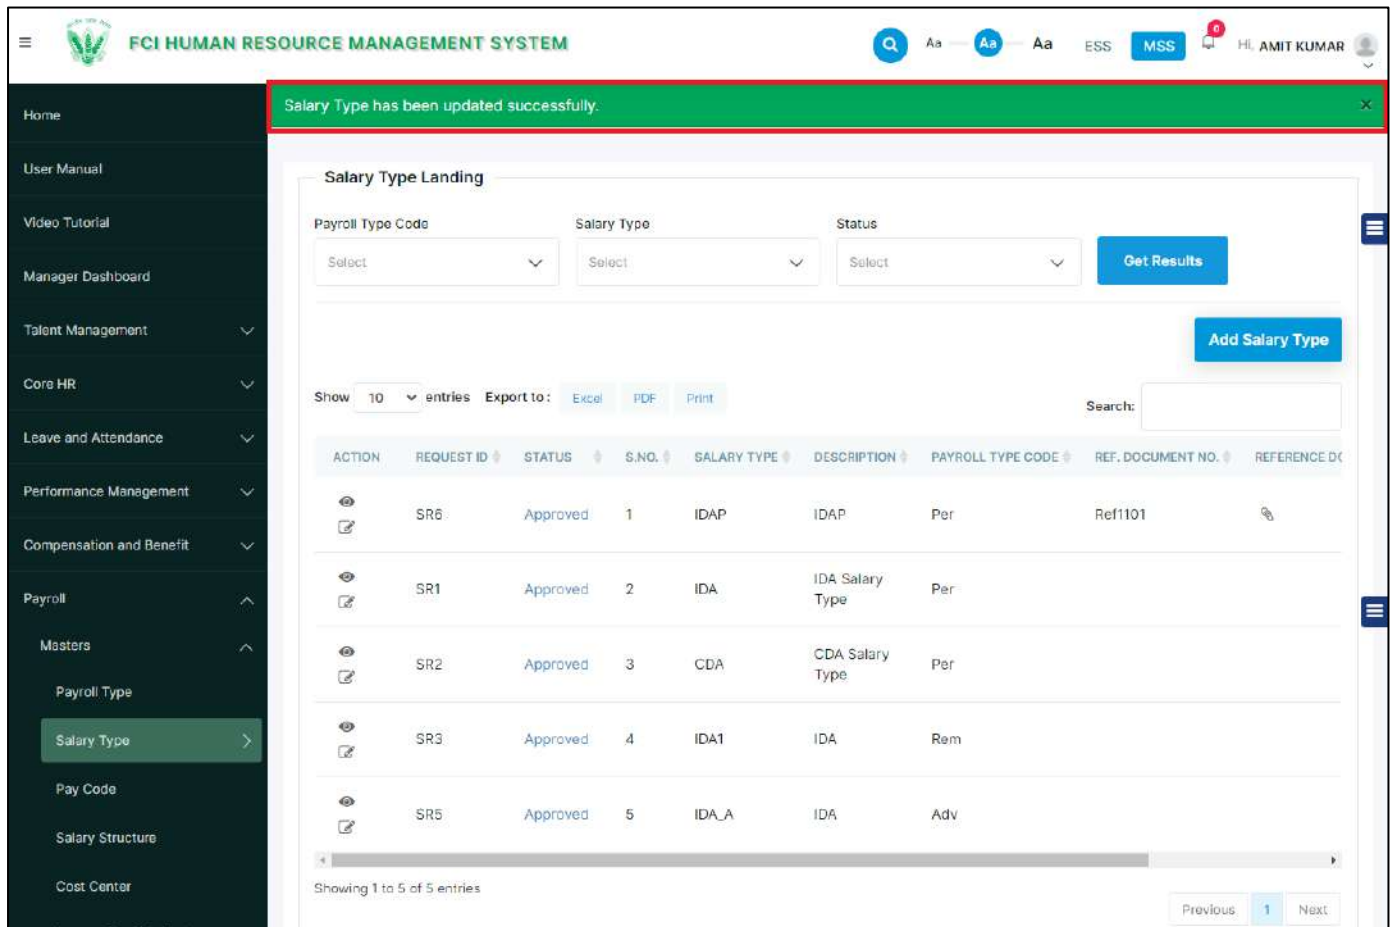 FCI HUMAN RESOURCE MANAGEMENT SYSTEM
Aa Aa Aa ESS MSS 0 Hi, AMIT KUMAR
Salary Type has been updated successfully. ×
Home
User Manual
Video Tutorial
Manager Dashboard
Talent Management
Core HR
Leave and Attendance
Performance Management
Compensation and Benefit
Payroll
Masters
Payroll Type
Salary Type
Pay Code
Salary Structure
Cost Center
Salary Type Landing
Payroll Type Code Salary Type Status
Select Select Select Get Results
Add Salary Type
Show 10 entries Export to : Excel PDF Print
Search:
ACTION REQUEST ID STATUS S.NO. SALARY TYPE DESCRIPTION PAYROLL TYPE CODE REF. DOCUMENT NO. REFERENCE DO
SR6 Approved 1 IDAP IDAP Per Ref1101
SR1 Approved 2 IDA IDA Salary Type Per
SR2 Approved 3 CDA CDA Salary Type Per
SR3 Approved 4 IDA1 IDA Rem
SR5 Approved 5 IDA_A IDA Adv
Showing 1 to 5 of 5 entries
Previous 1 Next